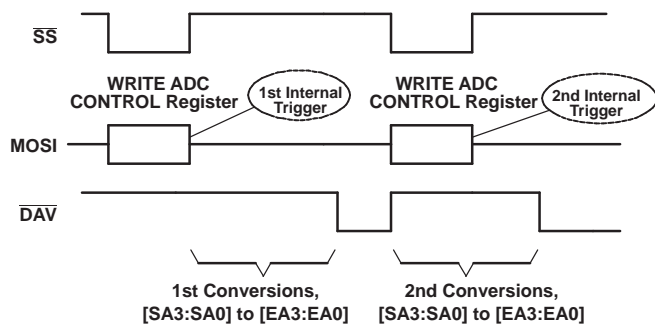 SS
WRITE ADC
CONTROL Register
1st Internal
Trigger
WRITE ADC
CONTROL Register
2nd Internal
Trigger
MOSI
DAV
1st Conversions,
[SA3:SA0] to [EA3:EA0]
2nd Conversions,
[SA3:SA0] to [EA3:EA0]